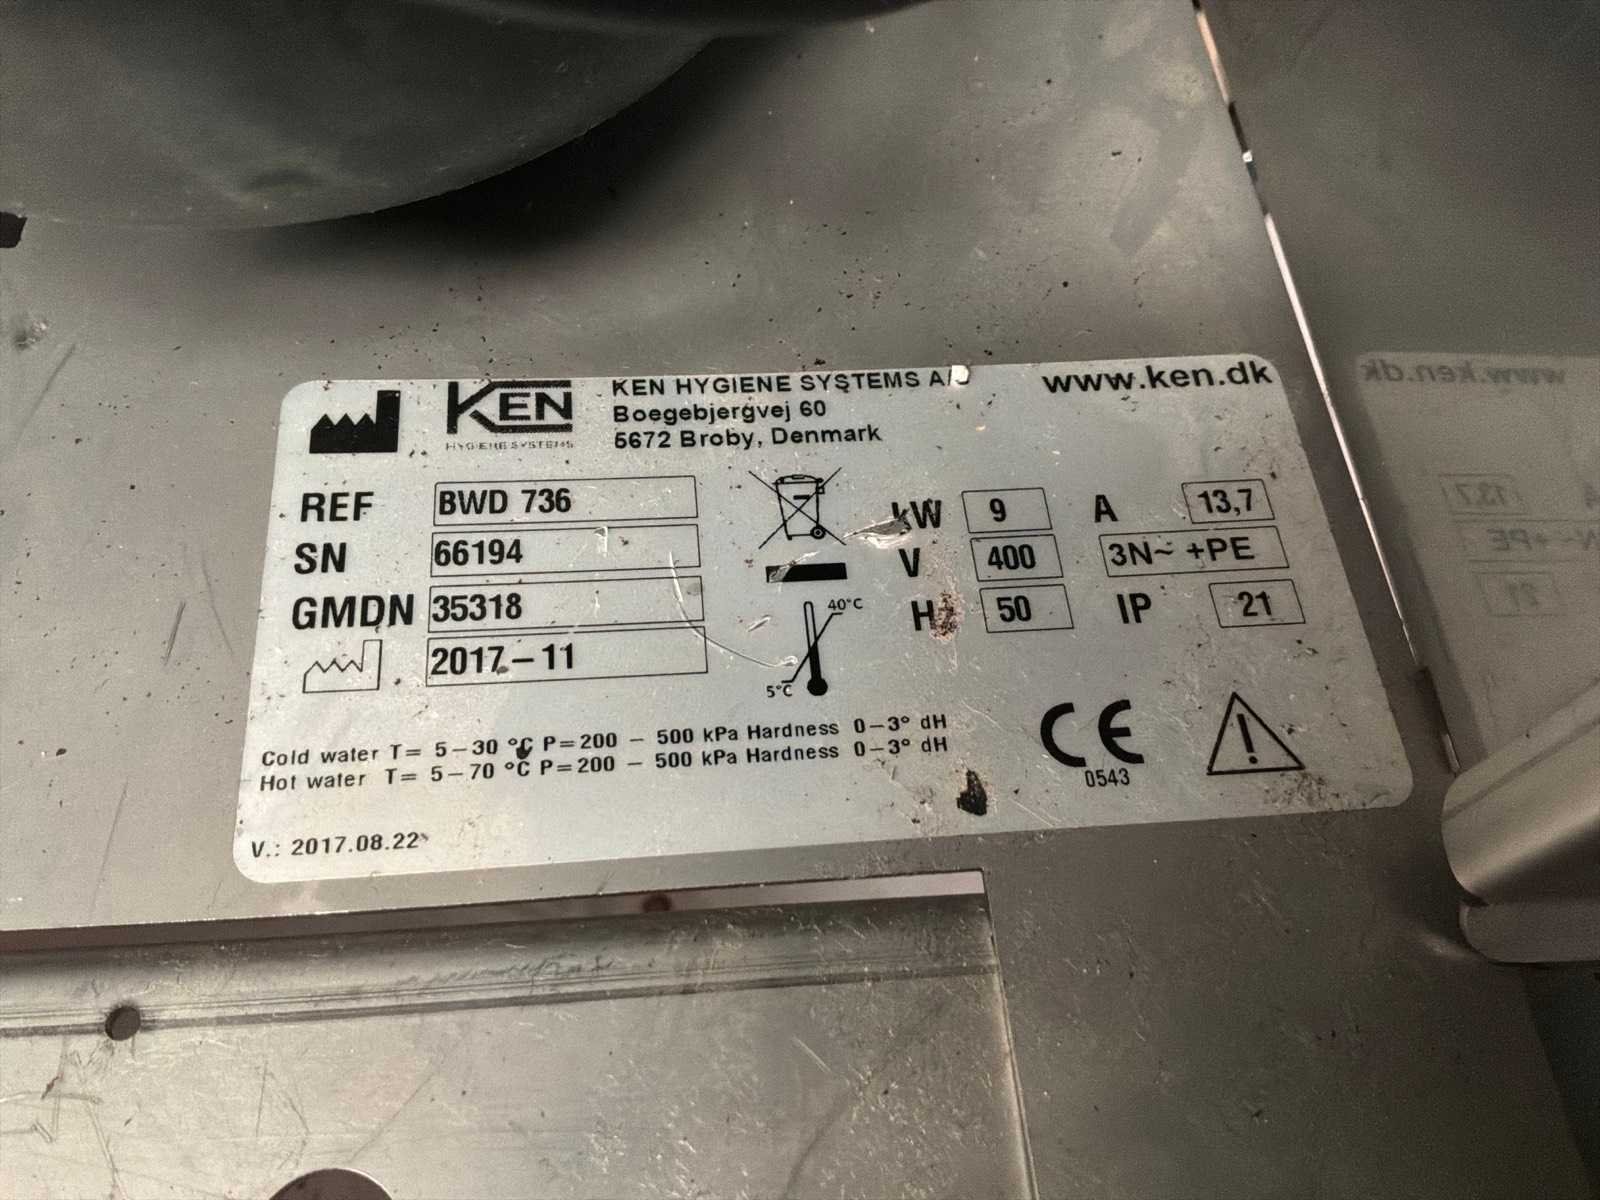 KEN
HYGIENE SYSTEMS
KEN HYGIENE SYSTEMS A/S
Boegebjergvej 60
5672 Broby, Denmark
www.ken.dk
REF BWD 736
SN 66194
GMDN 35318
2017-11
40°C
5°C
kW 9 A 13,7
V 400 3N~ +PE
Hz 50 IP 21
Cold water T= 5-30 °C P=200 - 500 kPa Hardness 0-3° dH
Hot water T= 5-70 °C P=200 - 500 kPa Hardness 0-3° dH
CE
0543
V.: 2017.08.22